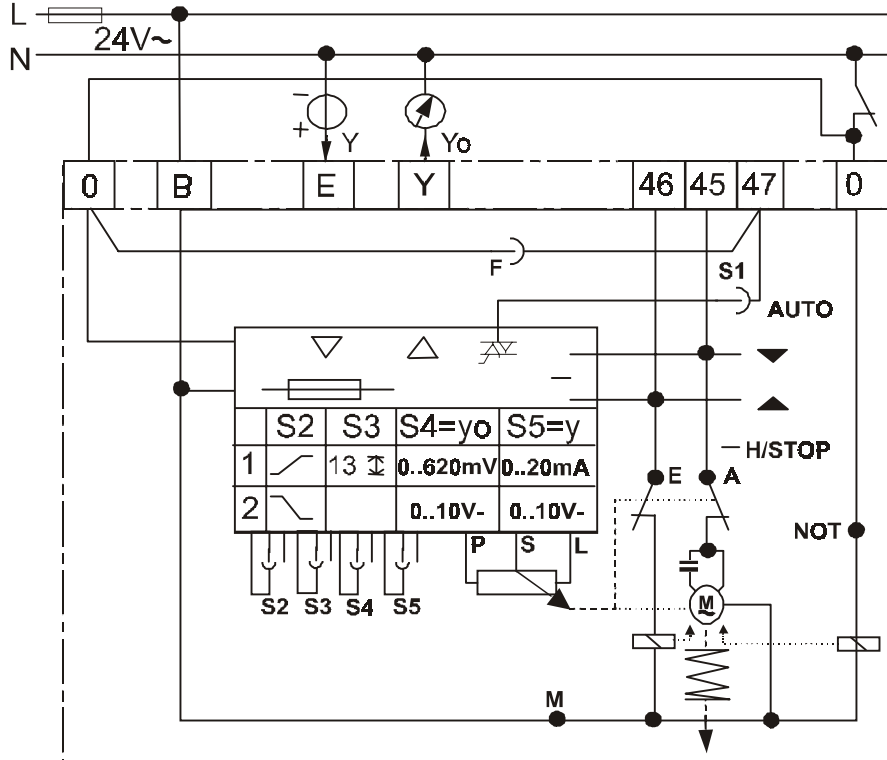 L
24V~
N
− + Y Yo
0 B E Y 46 45 47 0
F
S1
AUTO
S2 S3 S4=yo S5=y
1 13 0..620mV 0..20mA
2 0..10V- 0..10V-
H/STOP
E A
NOT
P S L
S2 S3 S4 S5
M
~
M